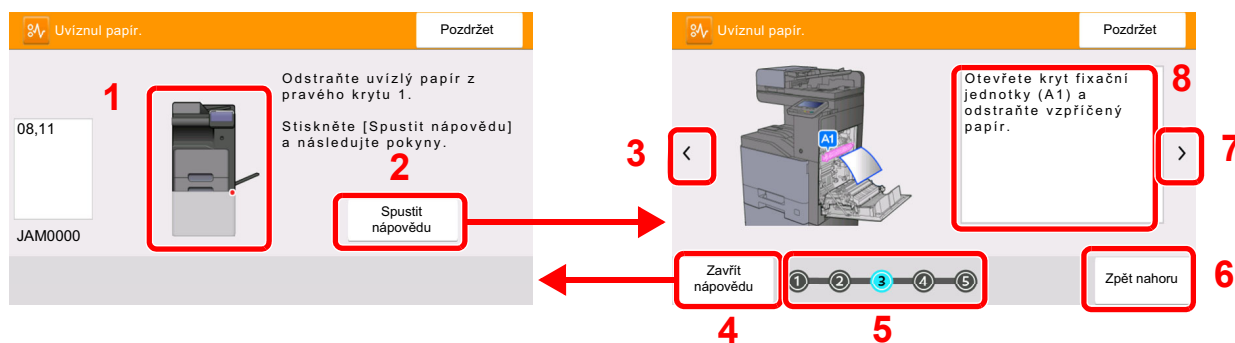 Uvíznul papír.
Pozdržet
1
Odstraňte uvízlý papír z
pravého krytu 1.
Stiskněte [Spustit nápovědu]
a následujte pokyny.
08,11
2
Spustit
nápovědu
JAM0000
Uvíznul papír.
Pozdržet
Otevřete kryt fixační
jednotky (A1) a
odstraňte vzpříčený
papír.
8
A1
3
<
>
7
Zavřít
nápovědu
1 2 3 4 5
Zpět nahoru
6
4
5